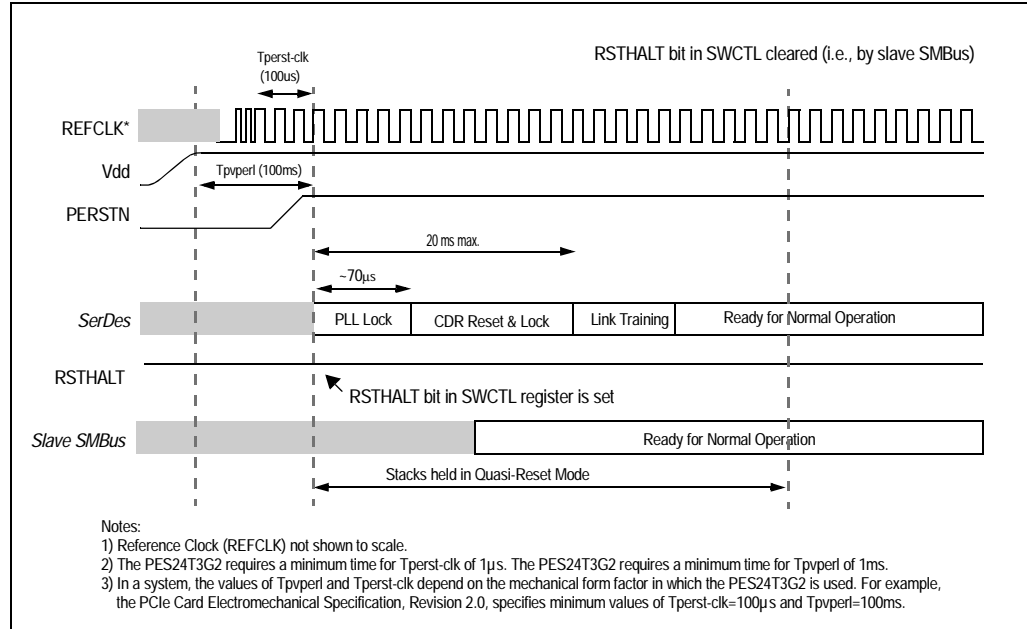 Tperst-clk
(100us)
RSTHALT bit in SWCTL cleared (i.e., by slave SMBus)
REFCLK*
Vdd
Tpvperl (100ms)
PERSTN
20 ms max.
~70µs
SerDes
PLL Lock
CDR Reset & Lock
Link Training
Ready for Normal Operation
RSTHALT
RSTHALT bit in SWCTL register is set
Slave SMBus
Ready for Normal Operation
Stacks held in Quasi-Reset Mode
Notes:
1) Reference Clock (REFCLK) not shown to scale.
2) The PES24T3G2 requires a minimum time for Tperst-clk of 1µs. The PES24T3G2 requires a minimum time for Tpvperl of 1ms.
3) In a system, the values of Tpvperl and Tperst-clk depend on the mechanical form factor in which the PES24T3G2 is used. For example,
the PCIe Card Electromechanical Specification, Revision 2.0, specifies minimum values of Tperst-clk=100µs and Tpvperl=100ms.